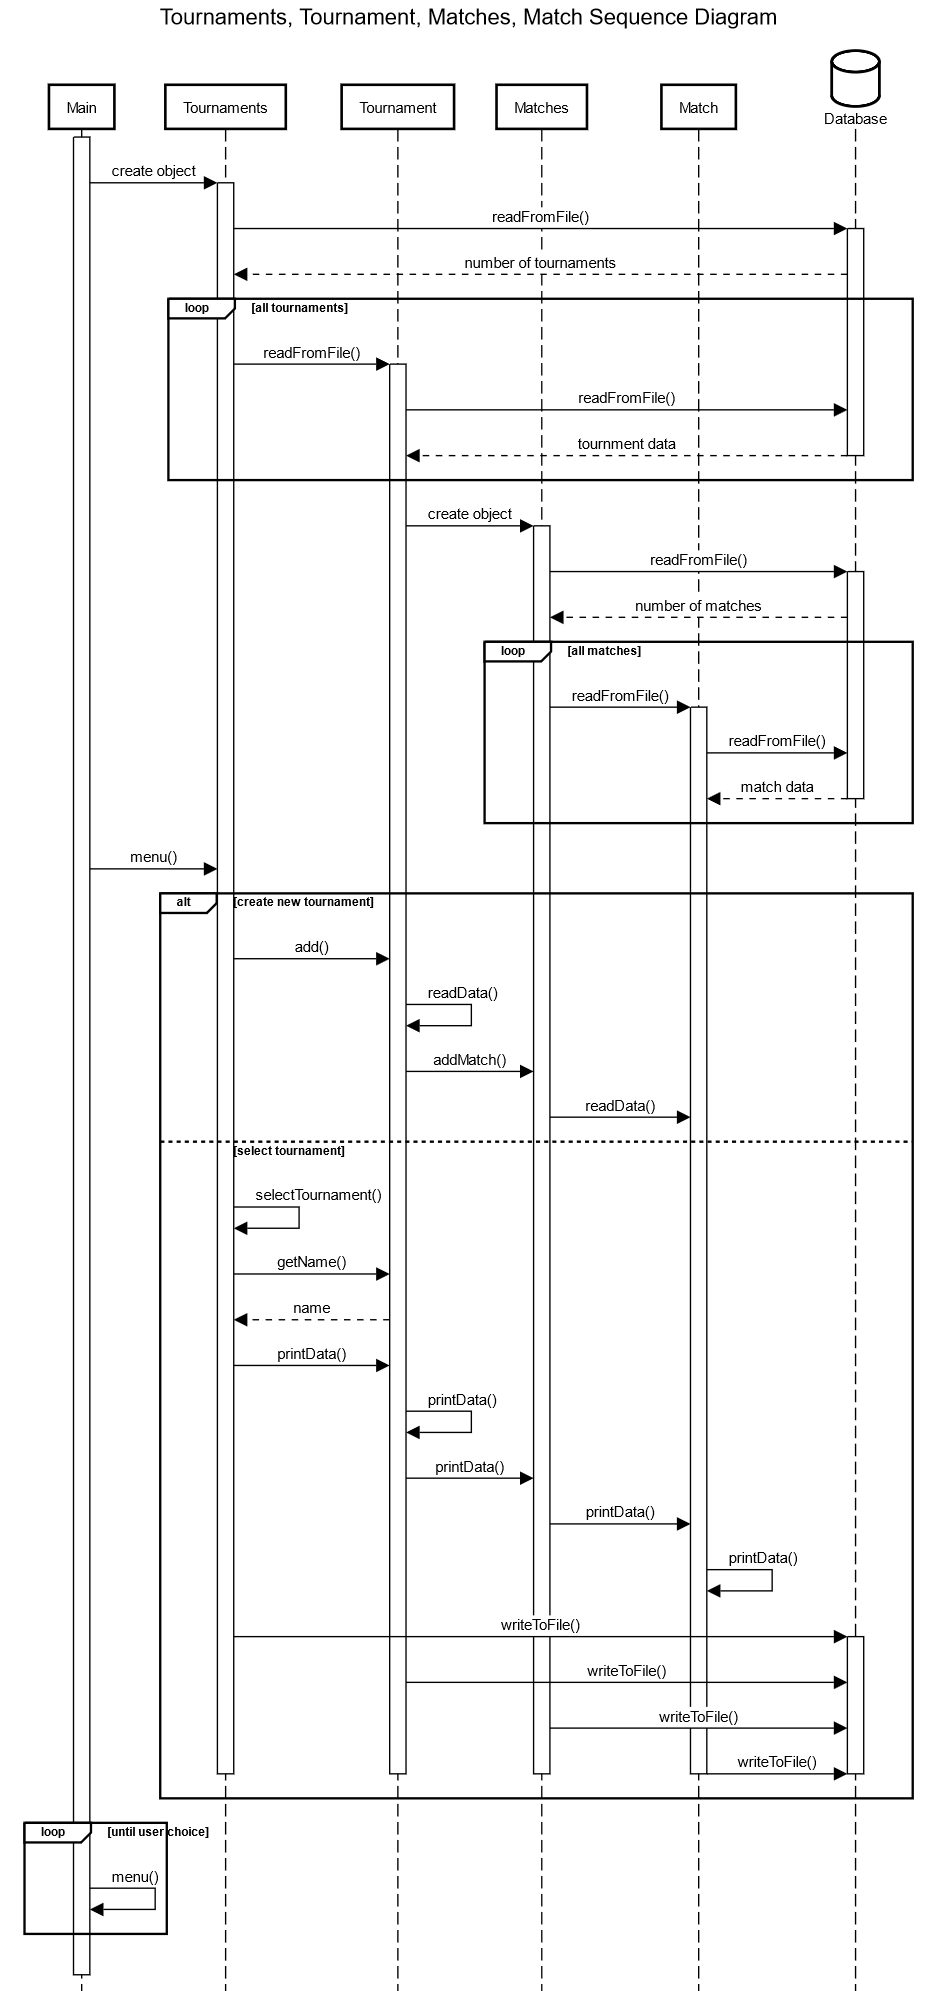 Tournaments, Tournament, Matches, Match Sequence Diagram
Main
Tournaments
Tournament
Matches
Match
Database
create object
readFromFile()
number of tournaments
loop
[all tournaments]
readFromFile()
readFromFile()
tournment data
create object
readFromFile()
number of matches
loop
[all matches]
readFromFile()
readFromFile()
match data
menu()
alt
[create new tournament]
add()
readData()
addMatch()
readData()
[select tournament]
selectTournament()
getName()
name
printData()
printData()
printData()
printData()
printData()
writeToFile()
writeToFile()
writeToFile()
writeToFile()
loop
[until user choice]
menu()